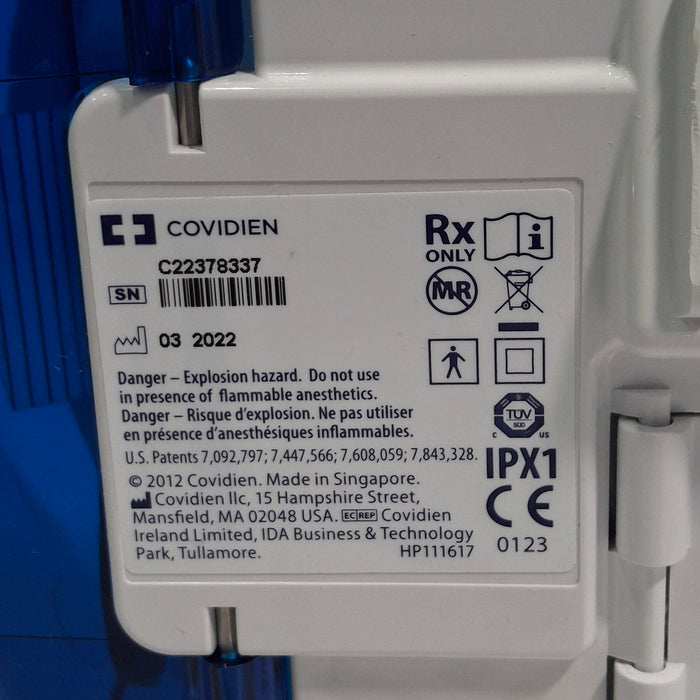 COVIDIEN
Rx
ONLY
C22378337
SN
MR
03 2022
Danger – Explosion hazard. Do not use
in presence of flammable anesthetics.
Danger – Risque d'explosion. Ne pas utiliser
en présence d'anesthésiques inflammables.
TÜV
SÜD
C US
U.S. Patents 7,092,797; 7,447,566; 7,608,059; 7,843,328.
IPX1
© 2012 Covidien. Made in Singapore.
Covidien llc, 15 Hampshire Street,
Mansfield, MA 02048 USA. EC REP Covidien
Ireland Limited, IDA Business & Technology
Park, Tullamore.
HP111617
CE
0123